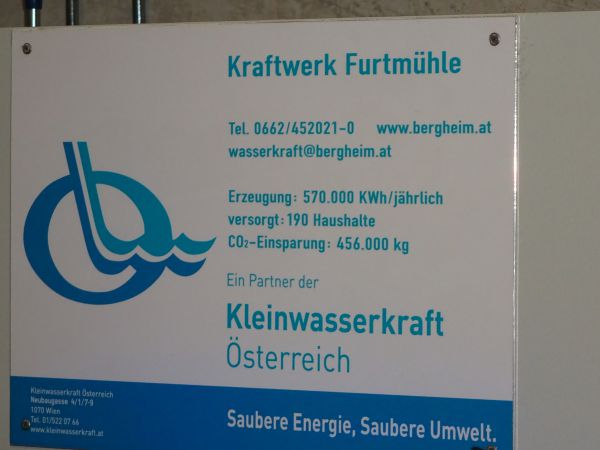 Kraftwerk Furtmühle
Tel. 0662/452021-0 www.bergheim.at
wasserkraft@bergheim.at
Erzeugung: 570.000 KWh/jährlich
versorgt: 190 Haushalte
CO₂-Einsparung: 456.000 kg
Ein Partner der
Kleinwasserkraft
Österreich
Kleinwasserkraft Österreich
Neubaugasse 4/1/7-9
1070 Wien
Tel. 01/522 07 66
www.kleinwasserkraft.at
Saubere Energie, Saubere Umwelt.